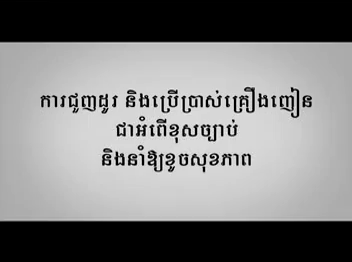 ការជួញដូរ និងប្រើប្រាស់គ្រឿងញៀន
ជាអំពើខុសច្បាប់
និងនាំឱ្យខូចសុខភាព